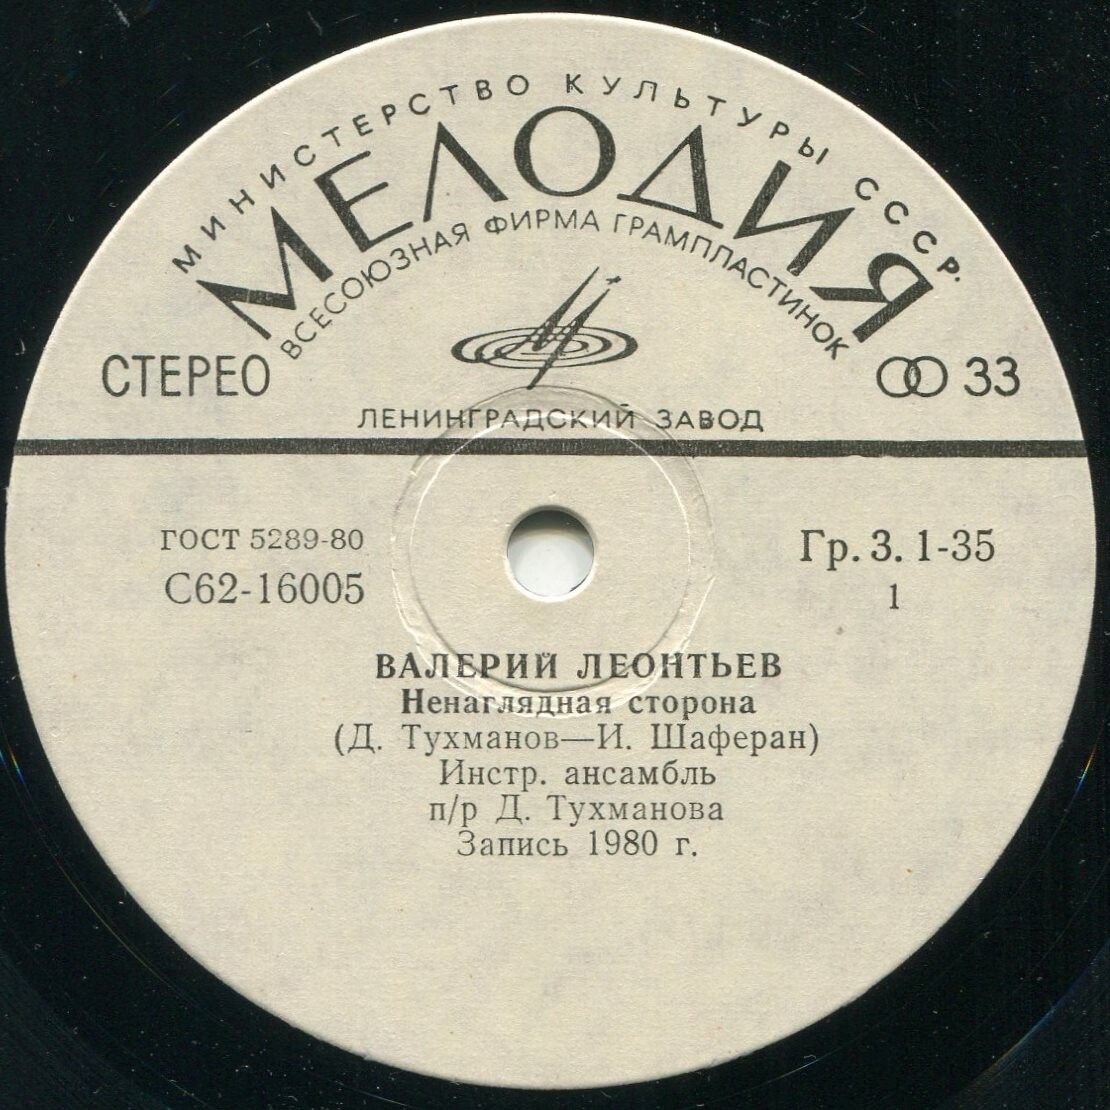 МИНИСТЕРСТВО КУЛЬТУРЫ СССР.
МЕЛОДИЯ
ВСЕСОЮЗНАЯ ФИРМА ГРАМПЛАСТИНОК
СТЕРЕО
33
ЛЕНИНГРАДСКИЙ ЗАВОД
ГОСТ 5289-80
Гр. 3. 1-35
С62-16005
1
ВАЛЕРИЙ ЛЕОНТЬЕВ
Ненаглядная сторона
(Д. Тухманов—И. Шаферан)
Инстр. ансамбль
п/р Д. Тухманова
Запись 1980 г.